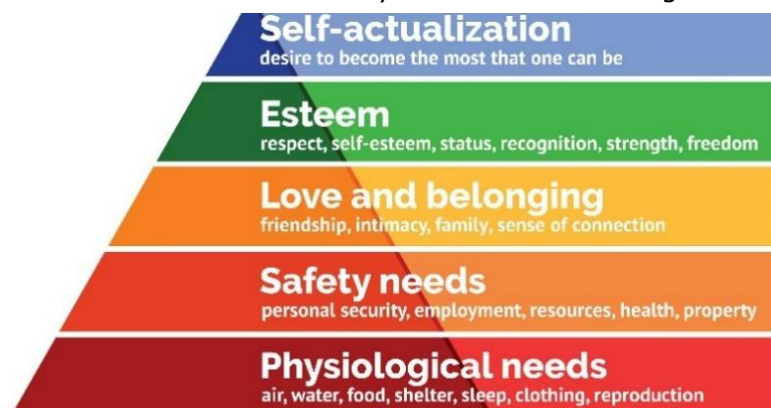 Self-actualization
desire to become the most that one can be
Esteem
respect, self-esteem, status, recognition, strength, freedom
Love and belonging
friendship, intimacy, family, sense of connection
Safety needs
personal security, employment, resources, health, property
Physiological needs
air, water, food, shelter, sleep, clothing, reproduction